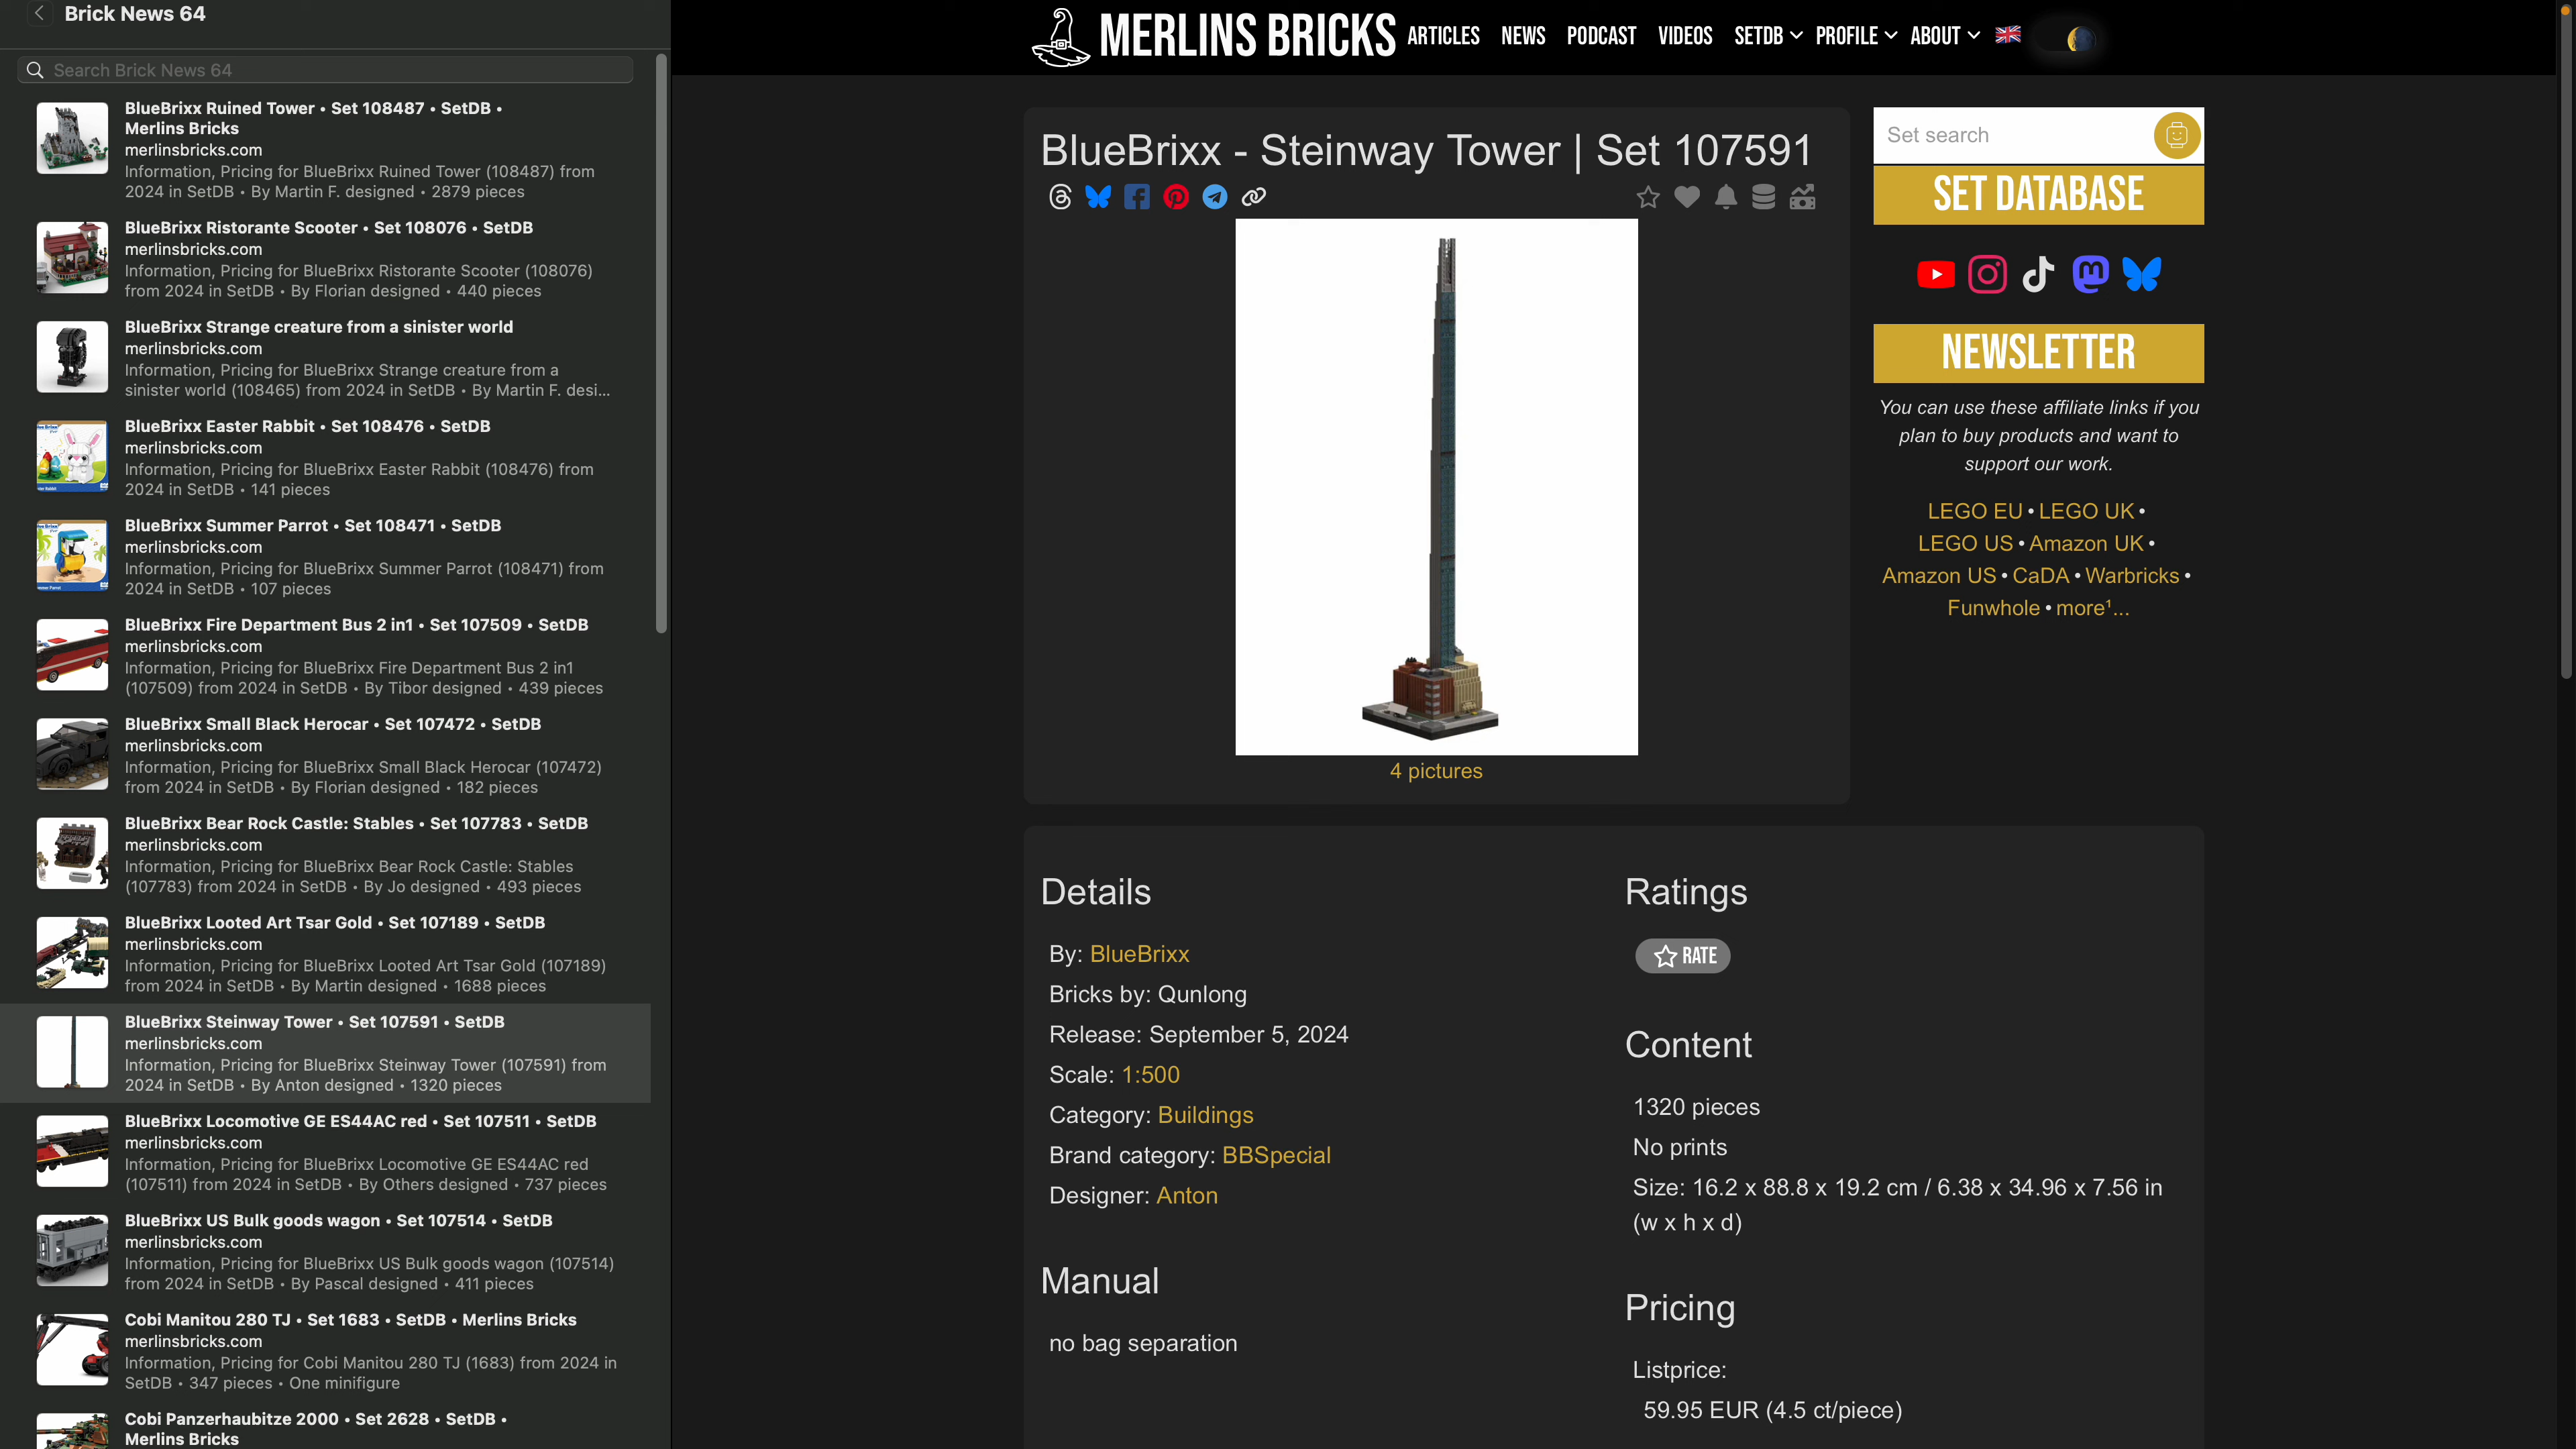 Brick News 64
Search Brick News 64
BlueBrixx Ruined Tower • Set 108487 • SetDB •
Merlins Bricks
merlinsbricks.com
Information, Pricing for BlueBrixx Ruined Tower (108487) from
2024 in SetDB • By Martin F. designed • 2879 pieces
BlueBrixx Ristorante Scooter • Set 108076 • SetDB
merlinsbricks.com
Information, Pricing for BlueBrixx Ristorante Scooter (108076)
from 2024 in SetDB • By Florian designed • 440 pieces
BlueBrixx Strange creature from a sinister world
merlinsbricks.com
Information, Pricing for BlueBrixx Strange creature from a
sinister world (108465) from 2024 in SetDB • By Martin F. desi...
BlueBrixx Easter Rabbit • Set 108476 • SetDB
merlinsbricks.com
Information, Pricing for BlueBrixx Easter Rabbit (108476) from
2024 in SetDB • 141 pieces
BlueBrixx Summer Parrot • Set 108471 • SetDB
merlinsbricks.com
Information, Pricing for BlueBrixx Summer Parrot (108471) from
2024 in SetDB • 107 pieces
BlueBrixx Fire Department Bus 2 in1 • Set 107509 • SetDB
merlinsbricks.com
Information, Pricing for BlueBrixx Fire Department Bus 2 in1
(107509) from 2024 in SetDB • By Tibor designed • 439 pieces
BlueBrixx Small Black Herocar • Set 107472 • SetDB
merlinsbricks.com
Information, Pricing for BlueBrixx Small Black Herocar (107472)
from 2024 in SetDB • By Florian designed • 182 pieces
BlueBrixx Bear Rock Castle: Stables • Set 107783 • SetDB
merlinsbricks.com
Information, Pricing for BlueBrixx Bear Rock Castle: Stables
(107783) from 2024 in SetDB • By Jo designed • 493 pieces
BlueBrixx Looted Art Tsar Gold • Set 107189 • SetDB
merlinsbricks.com
Information, Pricing for BlueBrixx Looted Art Tsar Gold (107189)
from 2024 in SetDB • By Martin designed • 1688 pieces
BlueBrixx Steinway Tower • Set 107591 • SetDB
merlinsbricks.com
Information, Pricing for BlueBrixx Steinway Tower (107591) from
2024 in SetDB • By Anton designed • 1320 pieces
BlueBrixx Locomotive GE ES44AC red • Set 107511 • SetDB
merlinsbricks.com
Information, Pricing for BlueBrixx Locomotive GE ES44AC red
(107511) from 2024 in SetDB • By Others designed • 737 pieces
BlueBrixx US Bulk goods wagon • Set 107514 • SetDB
merlinsbricks.com
Information, Pricing for BlueBrixx US Bulk goods wagon (107514)
from 2024 in SetDB • By Pascal designed • 411 pieces
Cobi Manitou 280 TJ • Set 1683 • SetDB • Merlins Bricks
merlinsbricks.com
Information, Pricing for Cobi Manitou 280 TJ (1683) from 2024 in
SetDB • 347 pieces • One minifigure
Cobi Panzerhaubitze 2000 • Set 2628 • SetDB •
Merlins Bricks
MERLINS BRICKS ARTICLES NEWS PODCAST VIDEOS SETDB PROFILE ABOUT
BlueBrixx - Steinway Tower | Set 107591
4 pictures
Set search
SET DATABASE
NEWSLETTER
You can use these affiliate links if you
plan to buy products and want to
support our work.
LEGO EU • LEGO UK •
LEGO US • Amazon UK •
Amazon US • CaDA • Warbricks •
Funwhole • more¹...
Details
By: BlueBrixx
Bricks by: Qunlong
Release: September 5, 2024
Scale: 1:500
Category: Buildings
Brand category: BBSpecial
Designer: Anton
Manual
no bag separation
Ratings
RATE
Content
1320 pieces
No prints
Size: 16.2 x 88.8 x 19.2 cm / 6.38 x 34.96 x 7.56 in
(w x h x d)
Pricing
Listprice:
59.95 EUR (4.5 ct/piece)